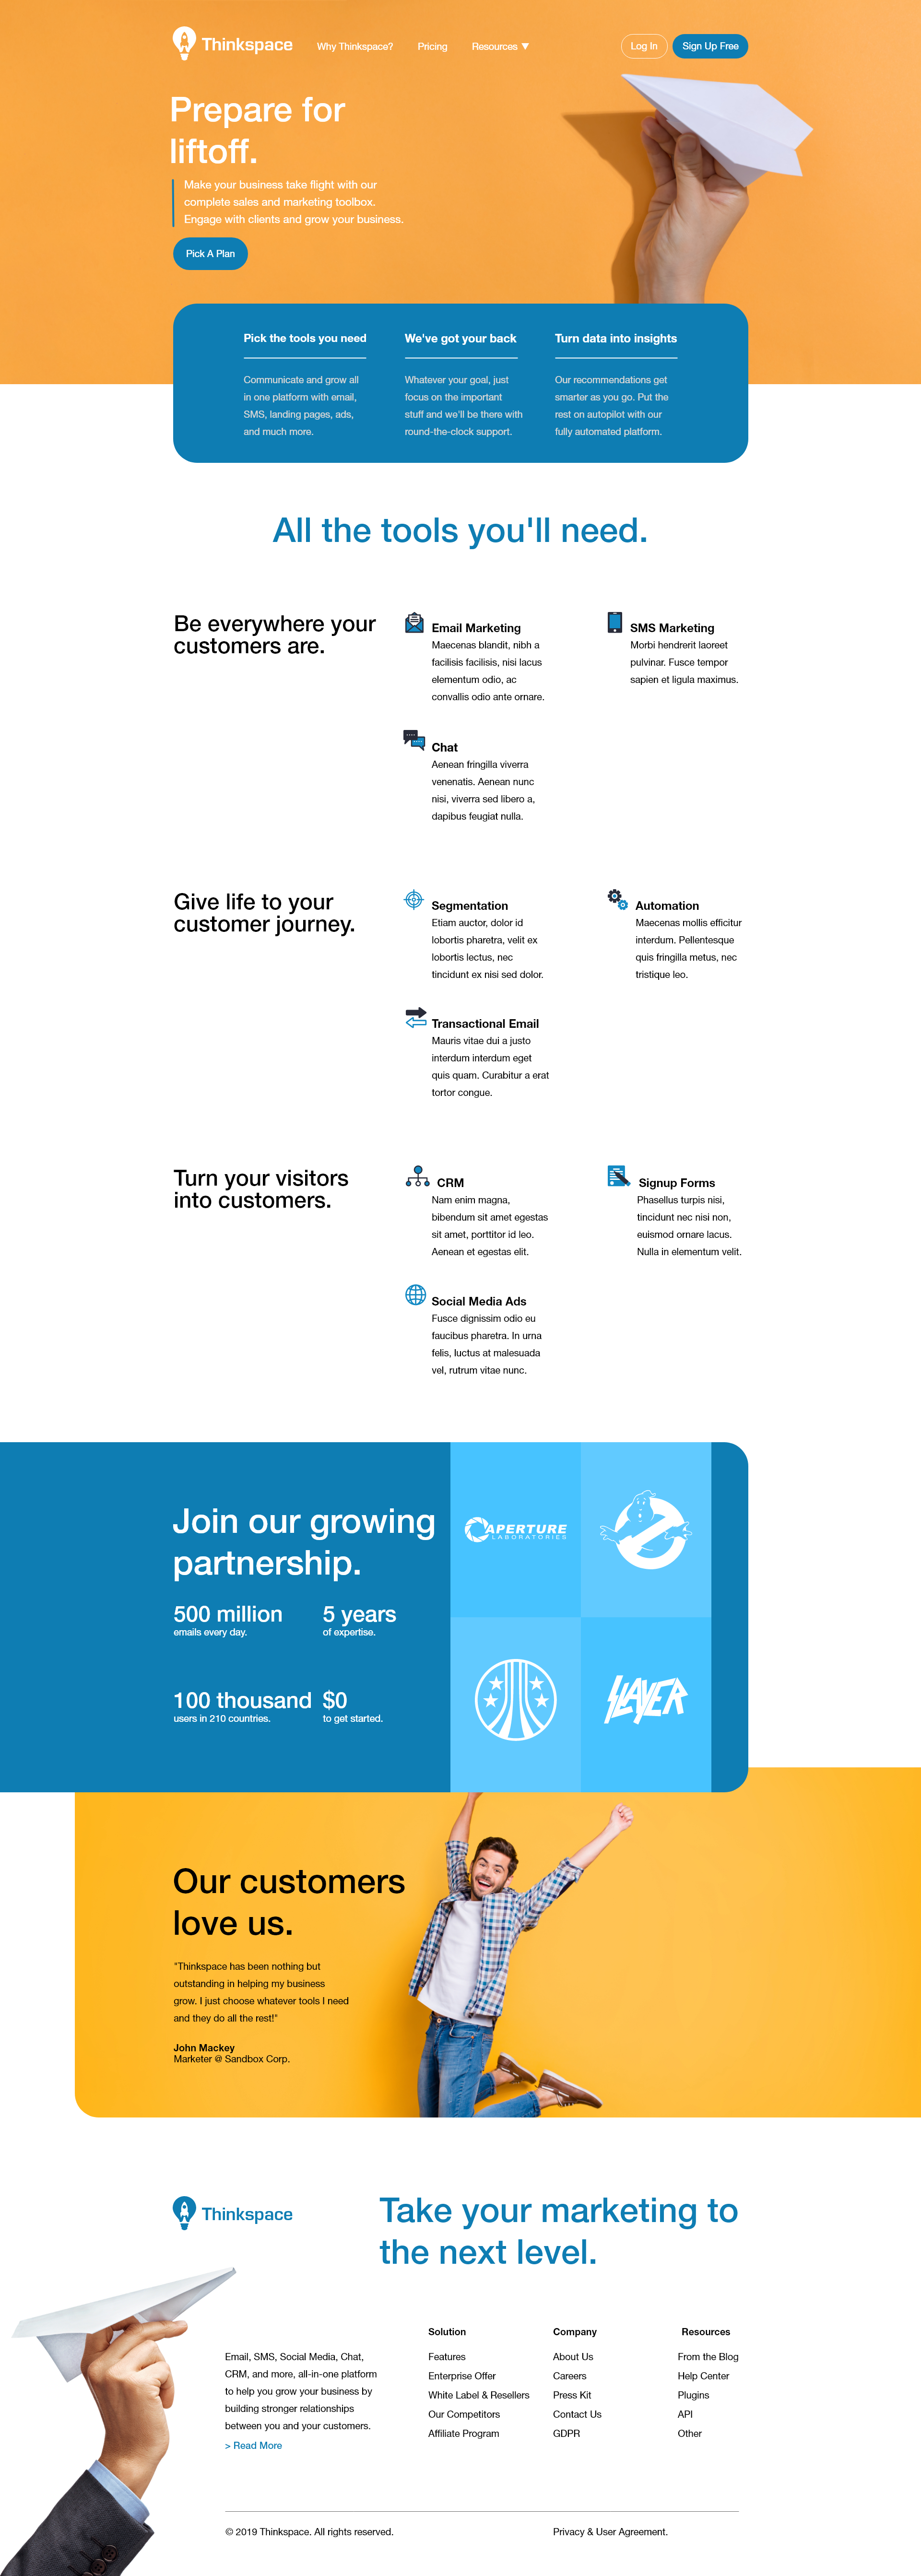 Thinkspace
Why Thinkspace?
Pricing
Resources ▼
Log In
Sign Up Free
Prepare for
liftoff.
Make your business take flight with our
complete sales and marketing toolbox.
Engage with clients and grow your business.
Pick A Plan
Pick the tools you need
Communicate and grow all
in one platform with email,
SMS, landing pages, ads,
and much more.
We've got your back
Whatever your goal, just
focus on the important
stuff and we'll be there with
round-the-clock support.
Turn data into insights
Our recommendations get
smarter as you go. Put the
rest on autopilot with our
fully automated platform.
All the tools you'll need.
Be everywhere your
customers are.
Email Marketing
Maecenas blandit, nibh a
facilisis facilisis, nisi lacus
elementum odio, ac
convallis odio ante ornare.
SMS Marketing
Morbi hendrerit laoreet
pulvinar. Fusce tempor
sapien et ligula maximus.
Chat
Aenean fringilla viverra
venenatis. Aenean nunc
nisi, viverra sed libero a,
dapibus feugiat nulla.
Give life to your
customer journey.
Segmentation
Etiam auctor, dolor id
lobortis pharetra, velit ex
lobortis lectus, nec
tincidunt ex nisi sed dolor.
Automation
Maecenas mollis efficitur
interdum. Pellentesque
quis fringilla metus, nec
tristique leo.
Transactional Email
Mauris vitae dui a justo
interdum interdum eget
quis quam. Curabitur a erat
tortor congue.
Turn your visitors
into customers.
CRM
Nam enim magna,
bibendum sit amet egestas
sit amet, porttitor id leo.
Aenean et egestas elit.
Signup Forms
Phasellus turpis nisi,
tincidunt nec nisi non,
euismod ornare lacus.
Nulla in elementum velit.
Social Media Ads
Fusce dignissim odio eu
faucibus pharetra. In urna
felis, luctus at malesuada
vel, rutrum vitae nunc.
Join our growing
partnership.
500 million
emails every day.
5 years
of expertise.
100 thousand
users in 210 countries.
$0
to get started.
APERTURE
LABORATORIES
SLAYER
Our customers
love us.
"Thinkspace has been nothing but
outstanding in helping my business
grow. I just choose whatever tools I need
and they do all the rest!"
John Mackey
Marketer @ Sandbox Corp.
Thinkspace
Take your marketing to
the next level.
Email, SMS, Social Media, Chat,
CRM, and more, all-in-one platform
to help you grow your business by
building stronger relationships
between you and your customers.
> Read More
Solution
Features
Enterprise Offer
White Label & Resellers
Our Competitors
Affiliate Program
Company
About Us
Careers
Press Kit
Contact Us
GDPR
Resources
From the Blog
Help Center
Plugins
API
Other
© 2019 Thinkspace. All rights reserved.
Privacy & User Agreement.